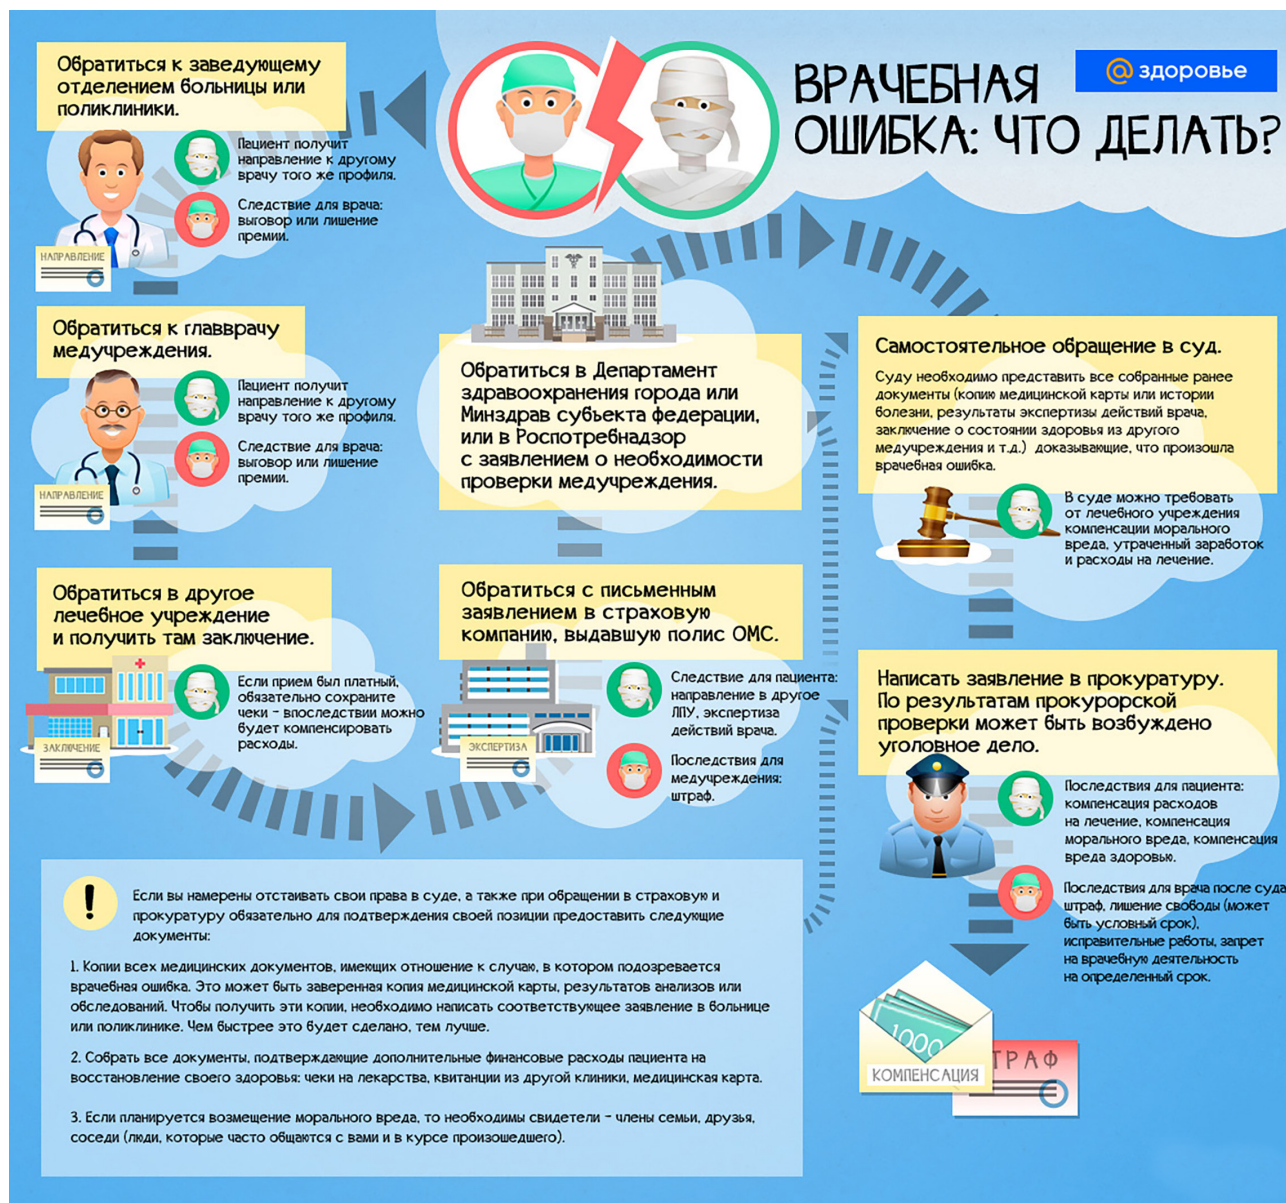 ВРАЧЕБНАЯ
ОШИБКА: ЧТО ДЕЛАТЬ?
@ здоровье
Обратиться к заведующему
отделением больницы или
поликлиники.
Пациент получит
направление к другому
врачу того же профиля.
Следствие для врача:
выговор или лишение
премии.
НАПРАВЛЕНИЕ
Обратиться к главврачу
медучреждения.
Пациент получит
направление к другому
врачу того же профиля.
Следствие для врача:
выговор или лишение
премии.
НАПРАВЛЕНИЕ
Обратиться в другое
лечебное учреждение
и получить там заключение.
Если прием был платный,
обязательно сохраните
чеки - впоследствии можно
будет компенсировать
расходы.
ЗАКЛЮЧЕНИЕ
Обратиться с письменным
заявлением в страховую
компанию, выдавшую полис ОМС.
Следствие для пациента:
направление в другое
ЛПУ, экспертиза
действий врача.
Последствия для
медучреждения:
штраф.
ЭКСПЕРТИЗА
Обратиться в Департамент
здравоохранения города или
Минздрав субъекта федерации,
или в Роспотребнадзор
с заявлением о необходимости
проверки медучреждения.
Самостоятельное обращение в суд.
Суду необходимо представить все собранные ранее
документы (копию медицинской карты или истории
болезни, результаты экспертизы действий врача,
заключение о состоянии здоровья из другого
медучреждения и т.д.) доказывающие, что произошла
врачебная ошибка.
В суде можно требовать
от лечебного учреждения
компенсации морального
вреда, утраченный заработок
и расходы на лечение.
Написать заявление в прокуратуру.
По результатам прокурорской
проверки может быть возбуждено
уголовное дело.
Последствия для пациента:
компенсация расходов
на лечение, компенсация
морального вреда, компенсация
вреда здоровью.
Последствия для врача после суда
штраф, лишение свободы (может
быть условный срок),
исправительные работы, запрет
на врачебную деятельность
на определенный срок.
1000
КОМПЕНСАЦИЯ
ТРАФ
!
Если вы намерены отстаивать свои права в суде, а также при обращении в страховую и
прокуратуру обязательно для подтверждения своей позиции предоставить следующие
документы:
1. Копии всех медицинских документов, имеющих отношение к случаю, в котором подозревается
врачебная ошибка. Это может быть заверенная копия медицинской карты, результатов анализов или
обследований. Чтобы получить эти копии, необходимо написать соответствующее заявление в больнице
или поликлинике. Чем быстрее это будет сделано, тем лучше.
2. Собрать все документы, подтверждающие дополнительные финансовые расходы пациента на
восстановление своего здоровья: чеки на лекарства, квитанции из другой клиники, медицинская карта.
3. Если планируется возмещение морального вреда, то необходимы свидетели - члены семьи, друзья,
соседи (люди, которые часто общаются с вами и в курсе произошедшего).